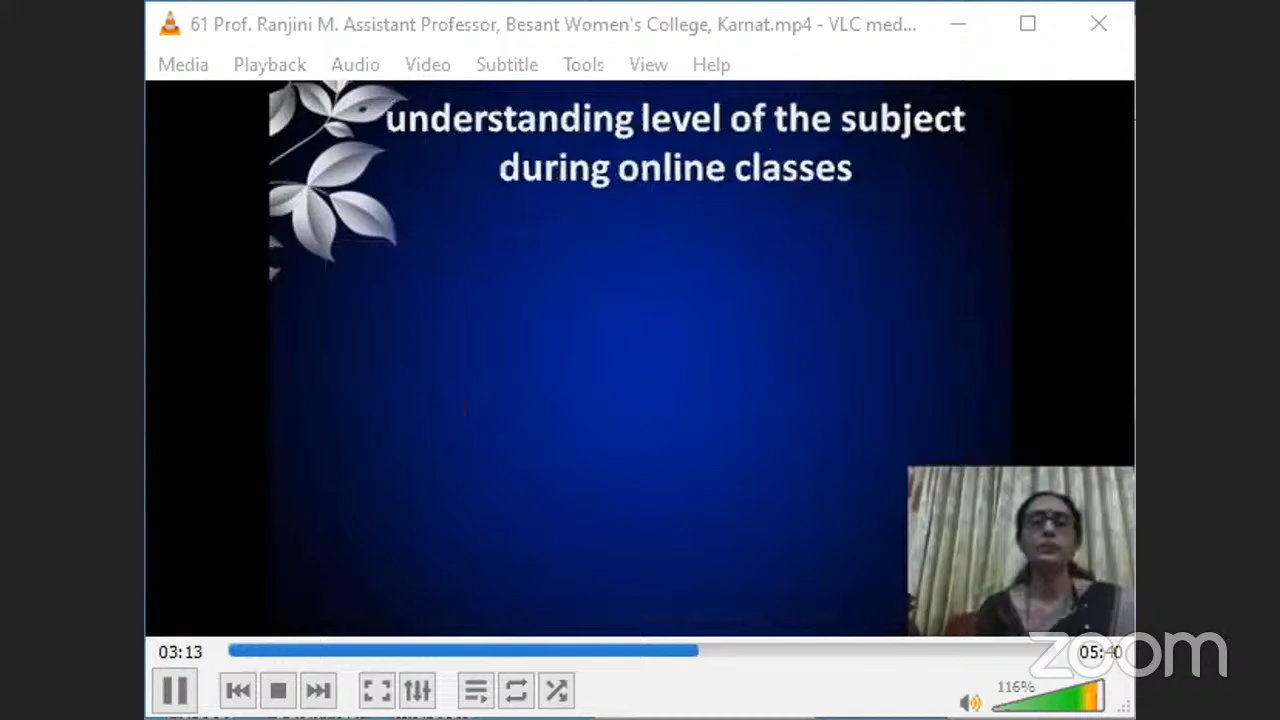 61 Prof. Ranjini M. Assistant Professor, Besant Women's College, Karnat.mp4 - VLC med...
Media Playback Audio Video Subtitle Tools View Help
understanding level of the subject
during online classes
03:13
05:40
zoom
116%